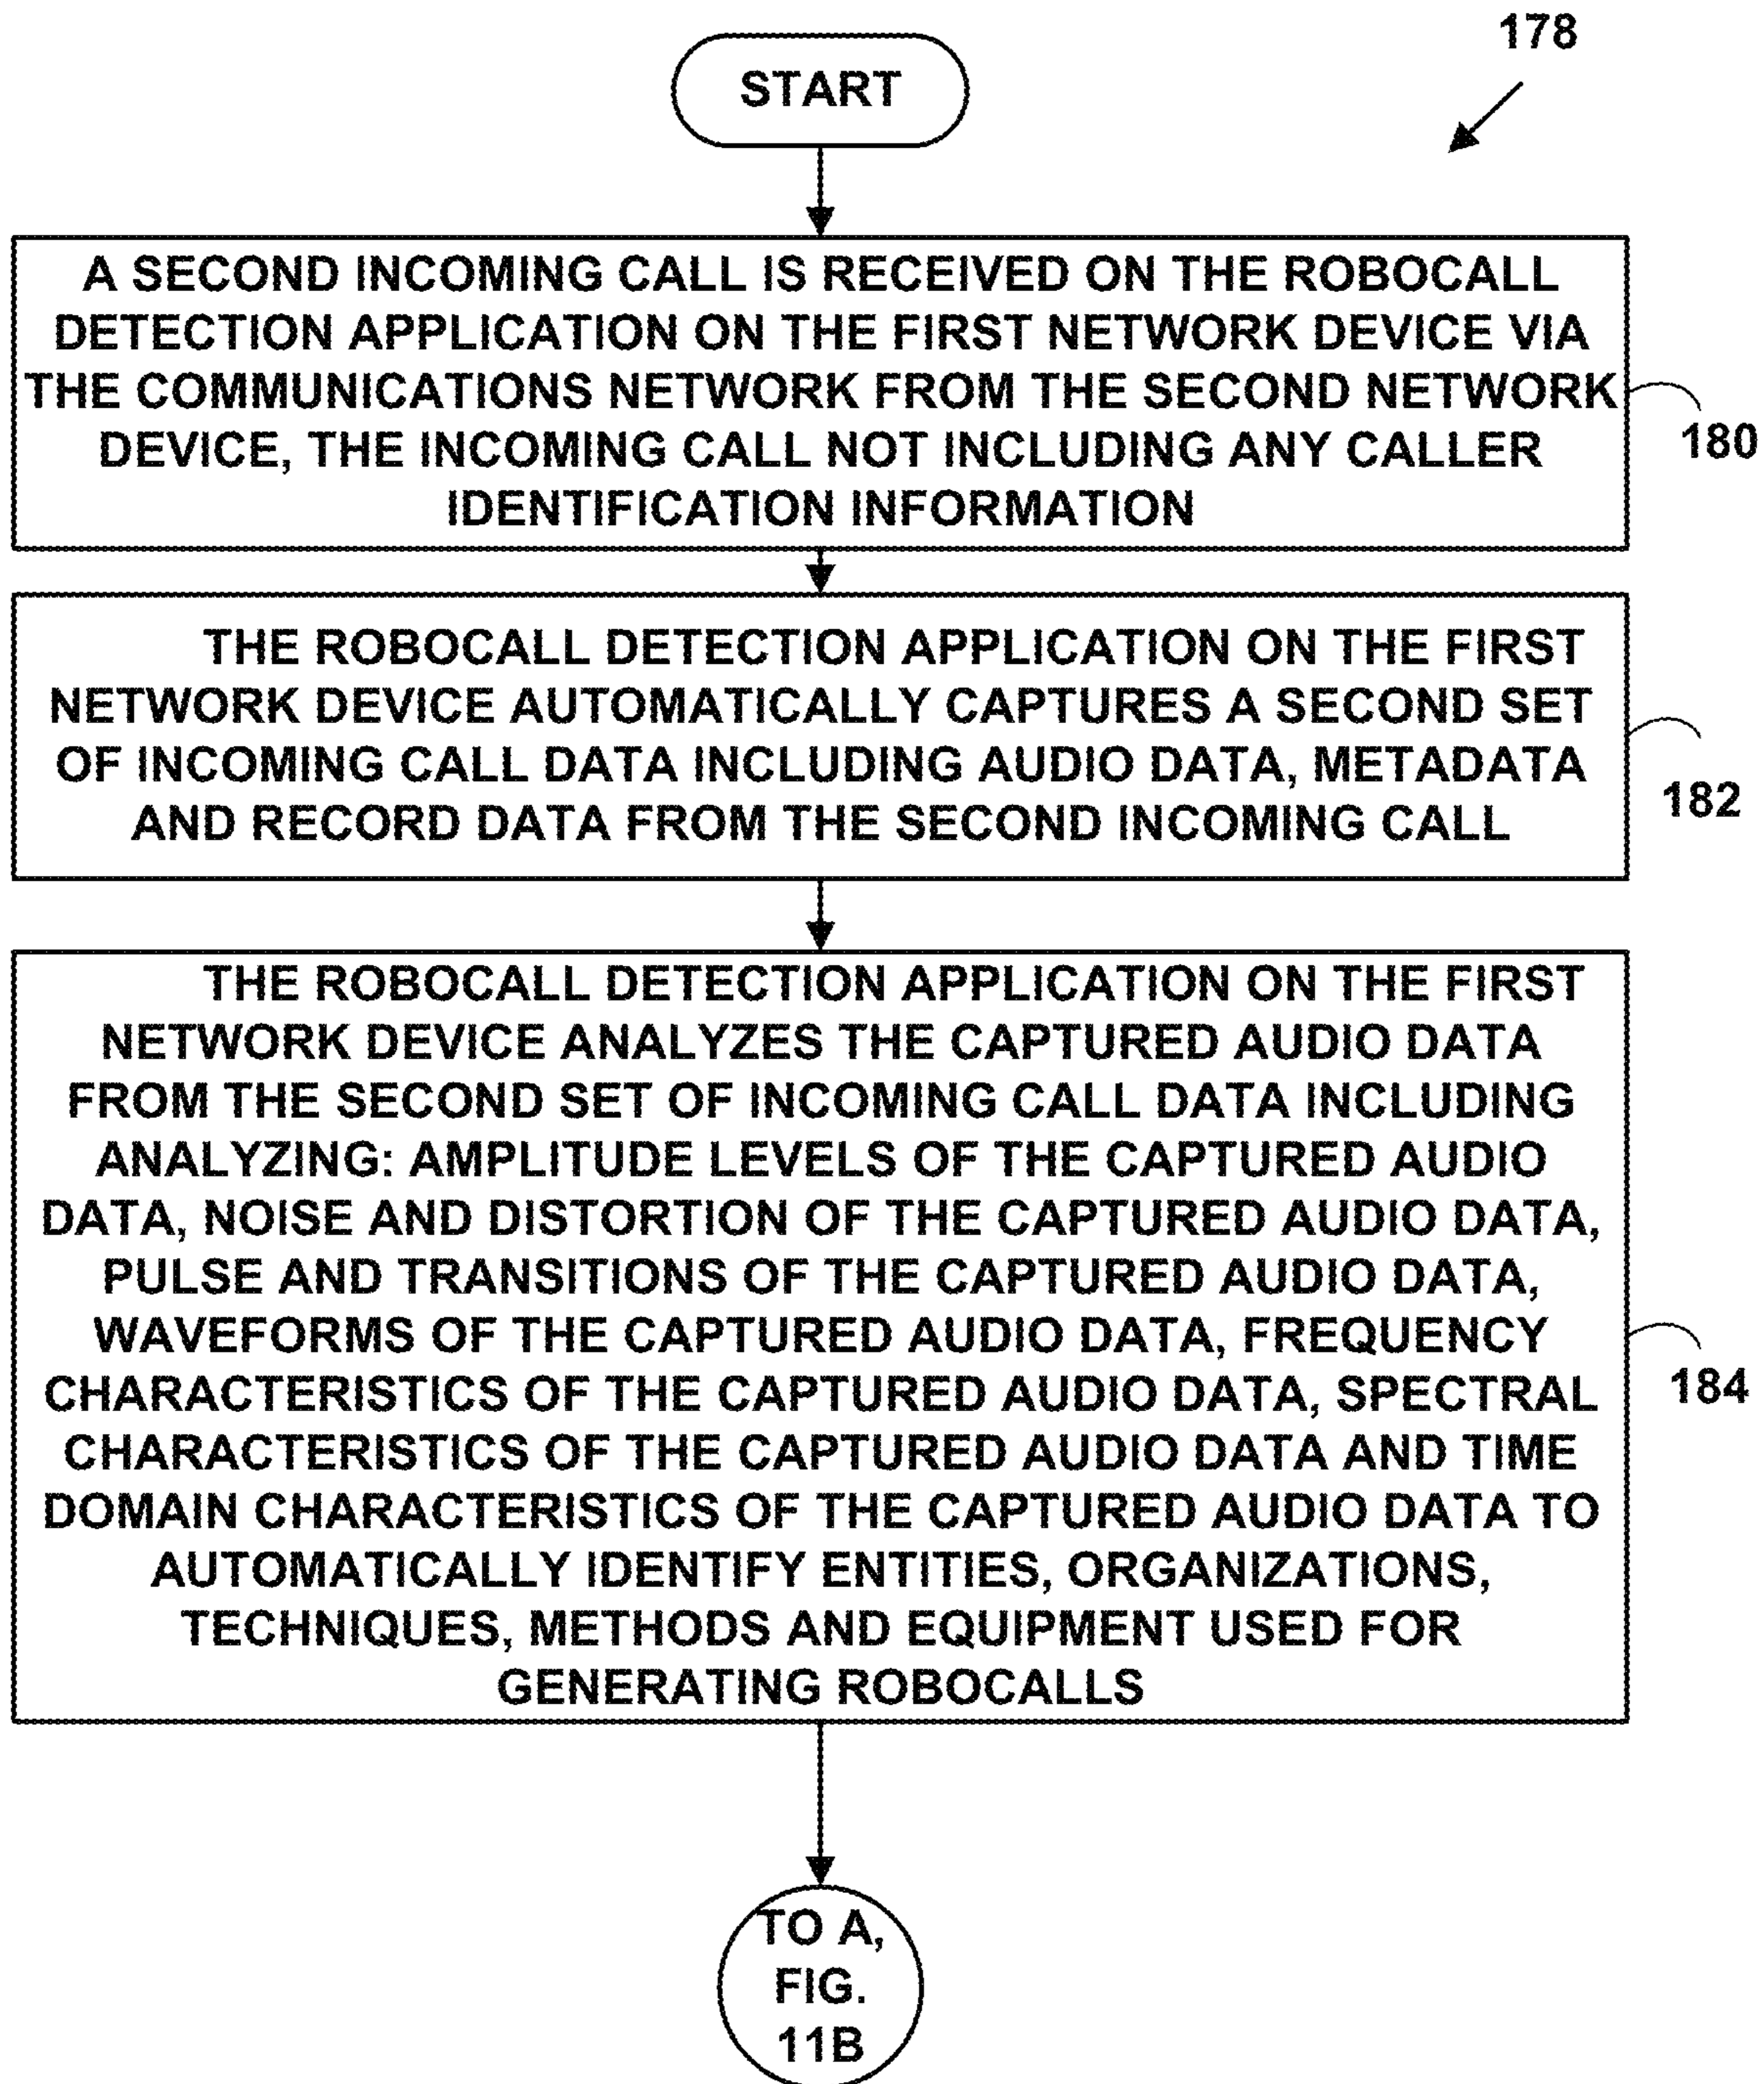 178
START
A SECOND INCOMING CALL IS RECEIVED ON THE ROBOCALL
DETECTION APPLICATION ON THE FIRST NETWORK DEVICE VIA
THE COMMUNICATIONS NETWORK FROM THE SECOND NETWORK
DEVICE, THE INCOMING CALL NOT INCLUDING ANY CALLER
IDENTIFICATION INFORMATION
180
THE ROBOCALL DETECTION APPLICATION ON THE FIRST
NETWORK DEVICE AUTOMATICALLY CAPTURES A SECOND SET
OF INCOMING CALL DATA INCLUDING AUDIO DATA, METADATA
AND RECORD DATA FROM THE SECOND INCOMING CALL
182
THE ROBOCALL DETECTION APPLICATION ON THE FIRST
NETWORK DEVICE ANALYZES THE CAPTURED AUDIO DATA
FROM THE SECOND SET OF INCOMING CALL DATA INCLUDING
ANALYZING: AMPLITUDE LEVELS OF THE CAPTURED AUDIO
DATA, NOISE AND DISTORTION OF THE CAPTURED AUDIO DATA,
PULSE AND TRANSITIONS OF THE CAPTURED AUDIO DATA,
WAVEFORMS OF THE CAPTURED AUDIO DATA, FREQUENCY
CHARACTERISTICS OF THE CAPTURED AUDIO DATA, SPECTRAL
CHARACTERISTICS OF THE CAPTURED AUDIO DATA AND TIME
DOMAIN CHARACTERISTICS OF THE CAPTURED AUDIO DATA TO
AUTOMATICALLY IDENTIFY ENTITIES, ORGANIZATIONS,
TECHNIQUES, METHODS AND EQUIPMENT USED FOR
GENERATING ROBOCALLS
184
TO A,
FIG.
11B